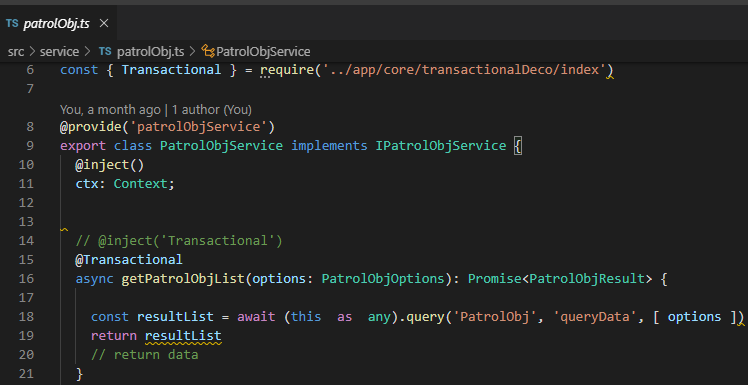 TS patrolObj.ts ×
src > service > TS patrolObj.ts > PatrolObjService
6 const { Transactional } = require('../app/core/transactionalDeco/index')
7
You, a month ago | 1 author (You)
8 @provide('patrolObjService')
9 export class PatrolObjService implements IPatrolObjService {
10 @inject()
11 ctx: Context;
12
13
14 // @inject('Transactional')
15 @Transactional
16 async getPatrolObjList(options: PatrolObjOptions): Promise<PatrolObjResult> {
17
18 const resultList = await (this  as  any).query('PatrolObj', 'queryData', [ options ])
19 return resultList
20 // return data
21 }